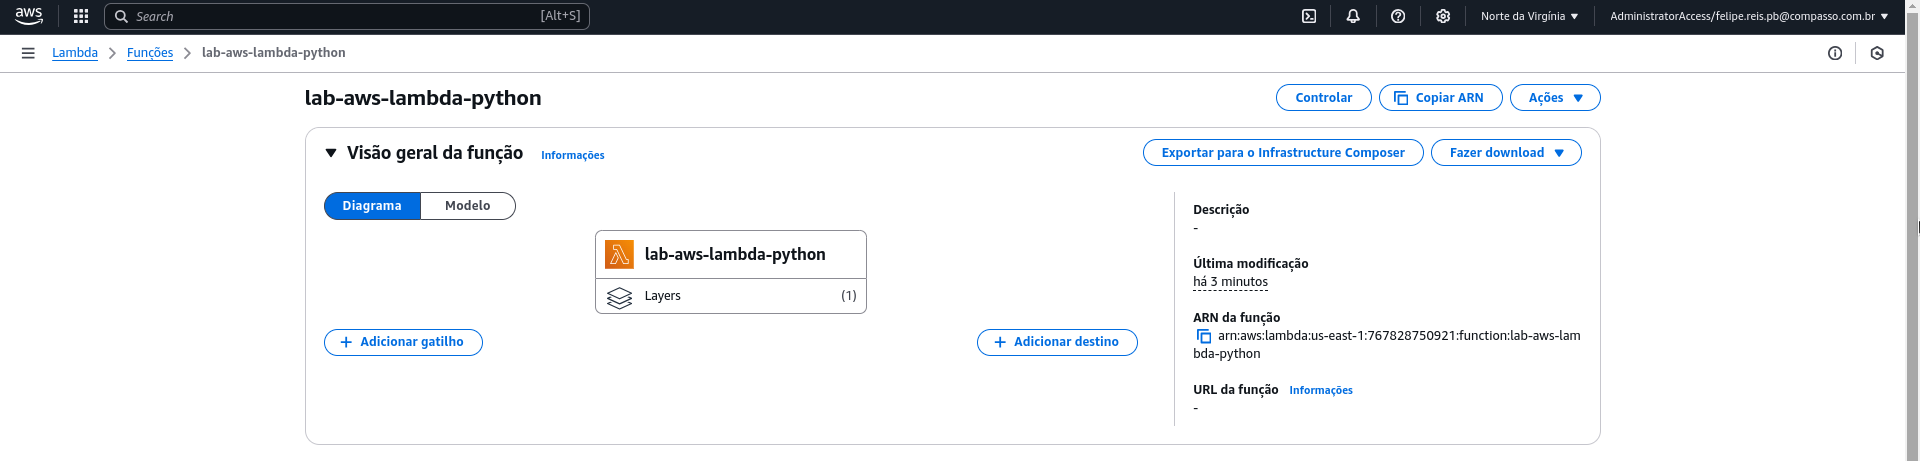 aws
Search
[Alt+S]
Norte da Virgínia
AdministratorAccess/felipe.reis.pb@compasso.com.br
Lambda
Funções
lab-aws-lambda-python
lab-aws-lambda-python
Controlar
Copiar ARN
Ações
Visão geral da função
Informações
Exportar para o Infrastructure Composer
Fazer download
Diagrama
Modelo
lab-aws-lambda-python
Layers
(1)
+ Adicionar gatilho
+ Adicionar destino
Descrição
-
Última modificação
há 3 minutos
ARN da função
arn:aws:lambda:us-east-1:767828750921:function:lab-aws-lam
bda-python
URL da função
Informações
-